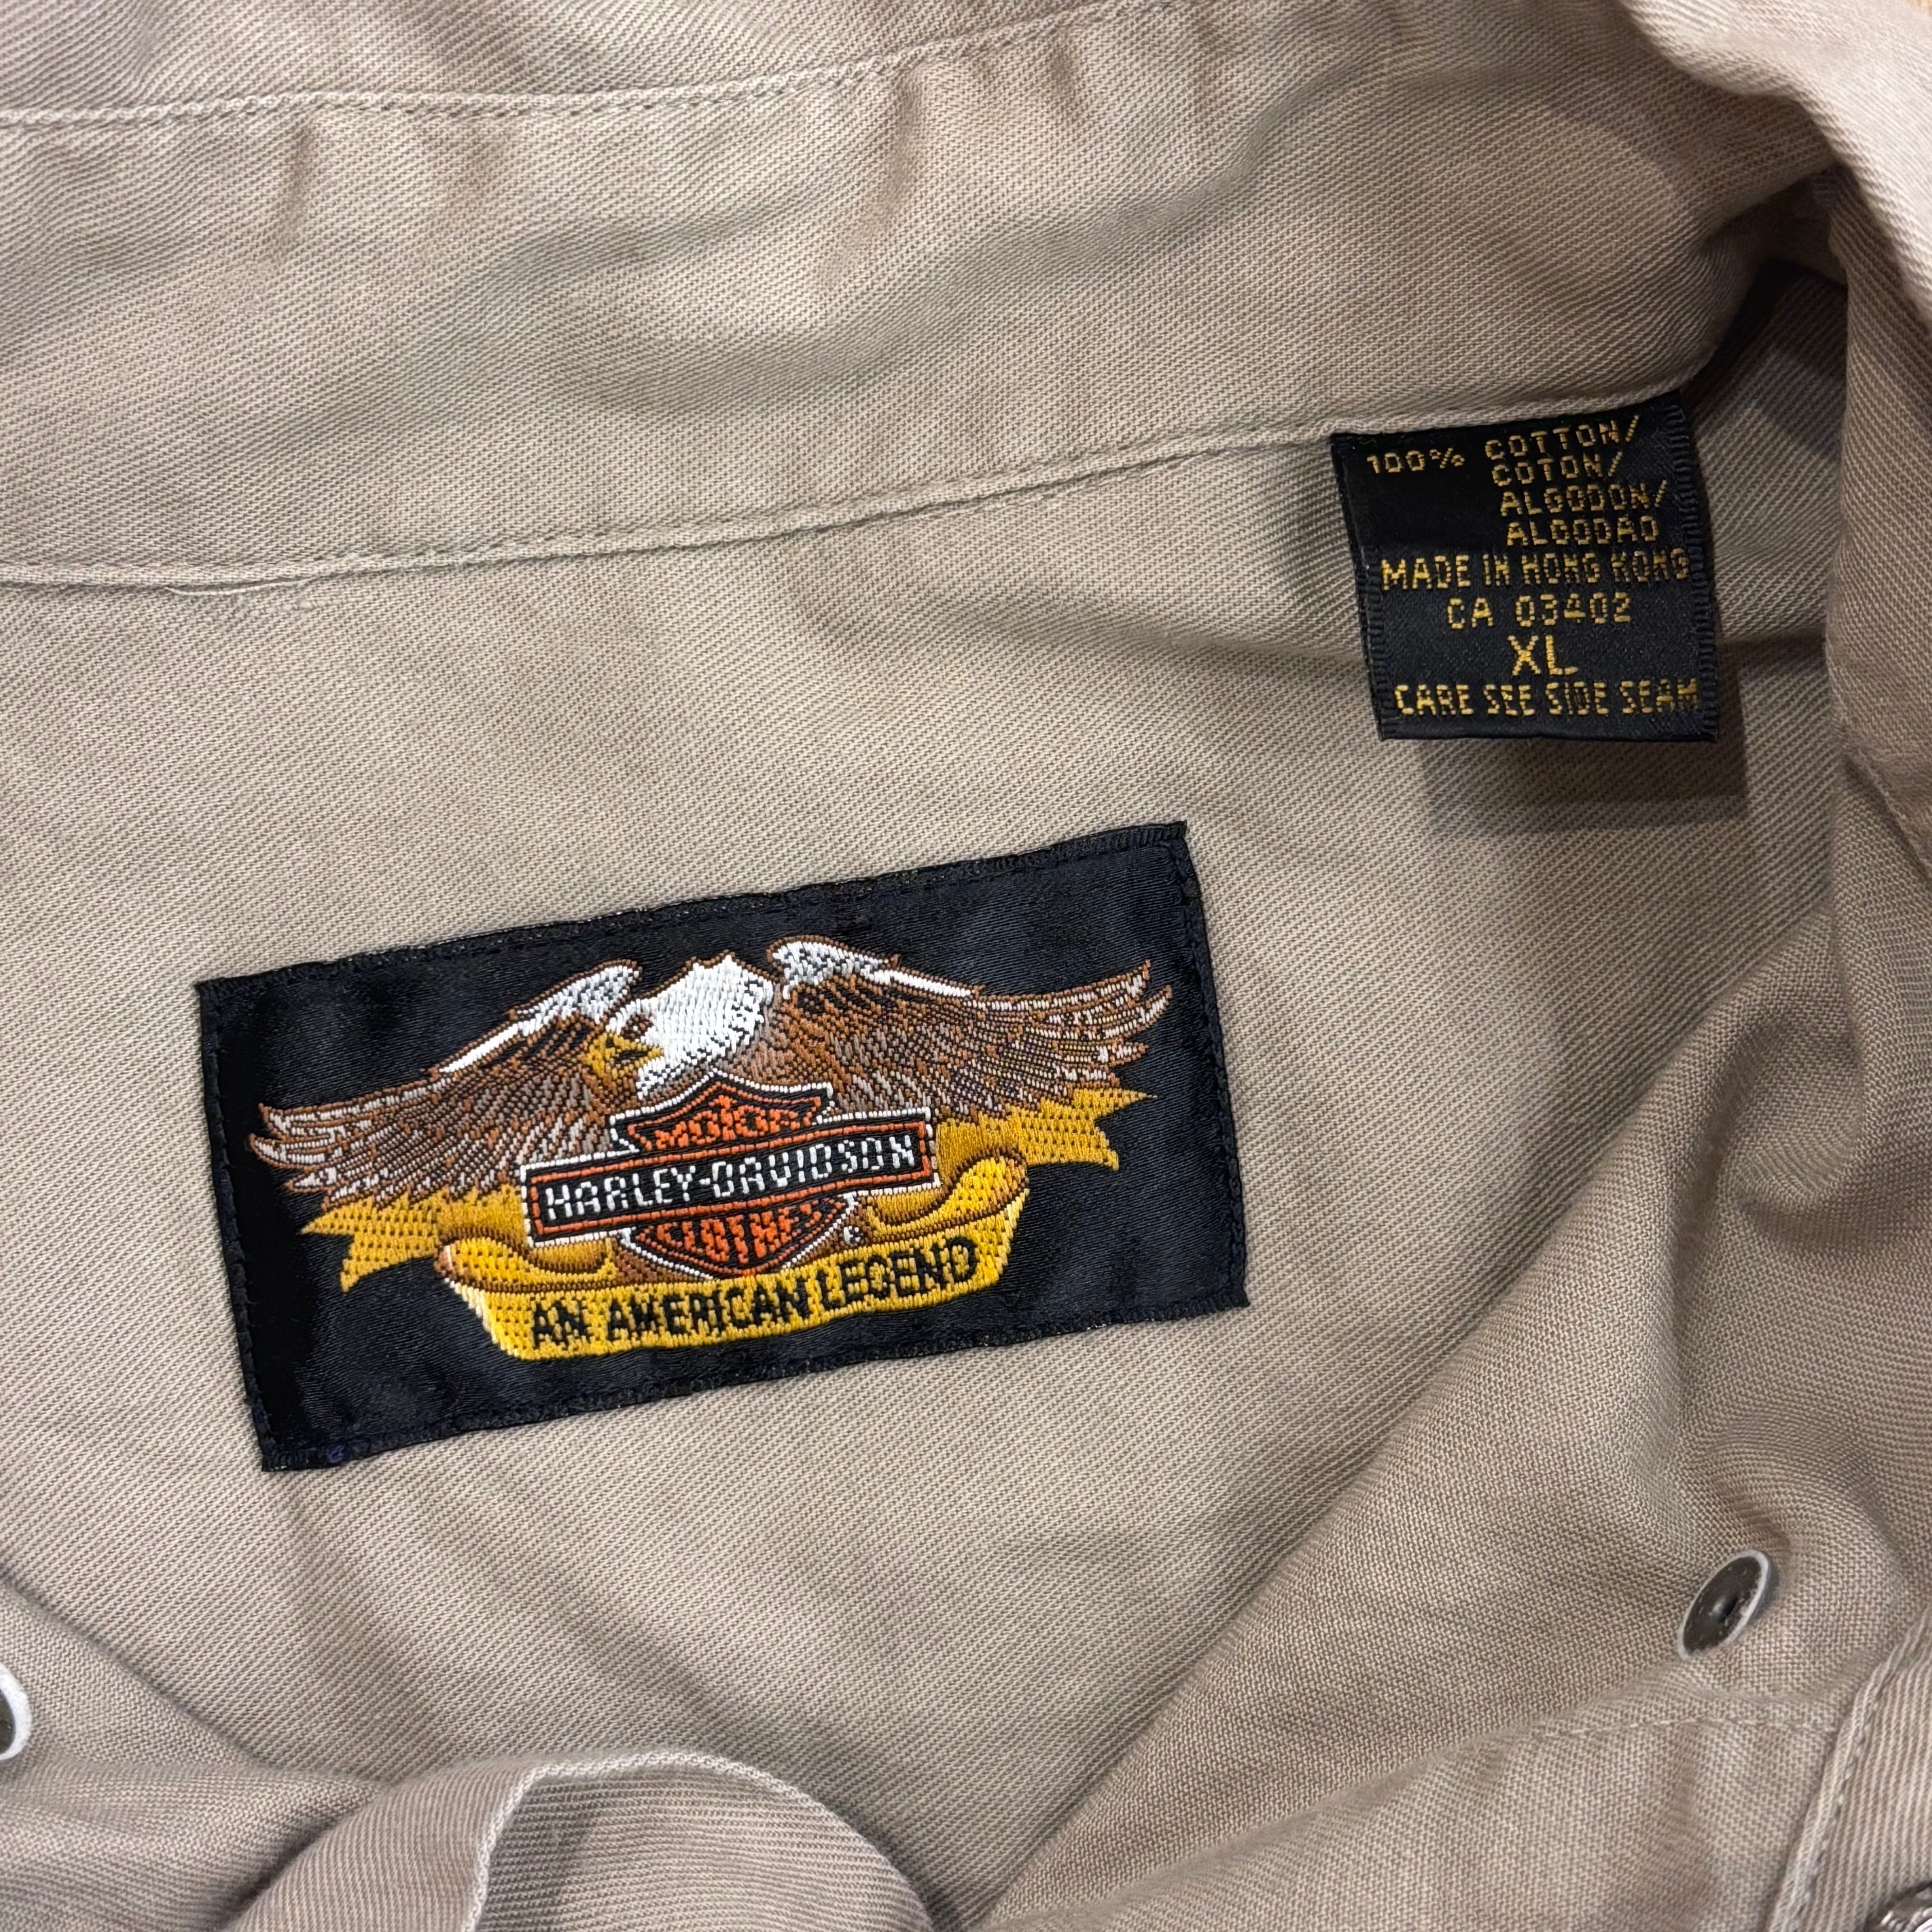 100% COTTON/
COTON/
ALGODON/
ALGODAO
MADE IN HONG KONG
CA 03402
XL
CARE SEE SIDE SEAM
MOTOR
HARLEY-DAVIDSON
CLOTHES
AN AMERICAN LEGEND